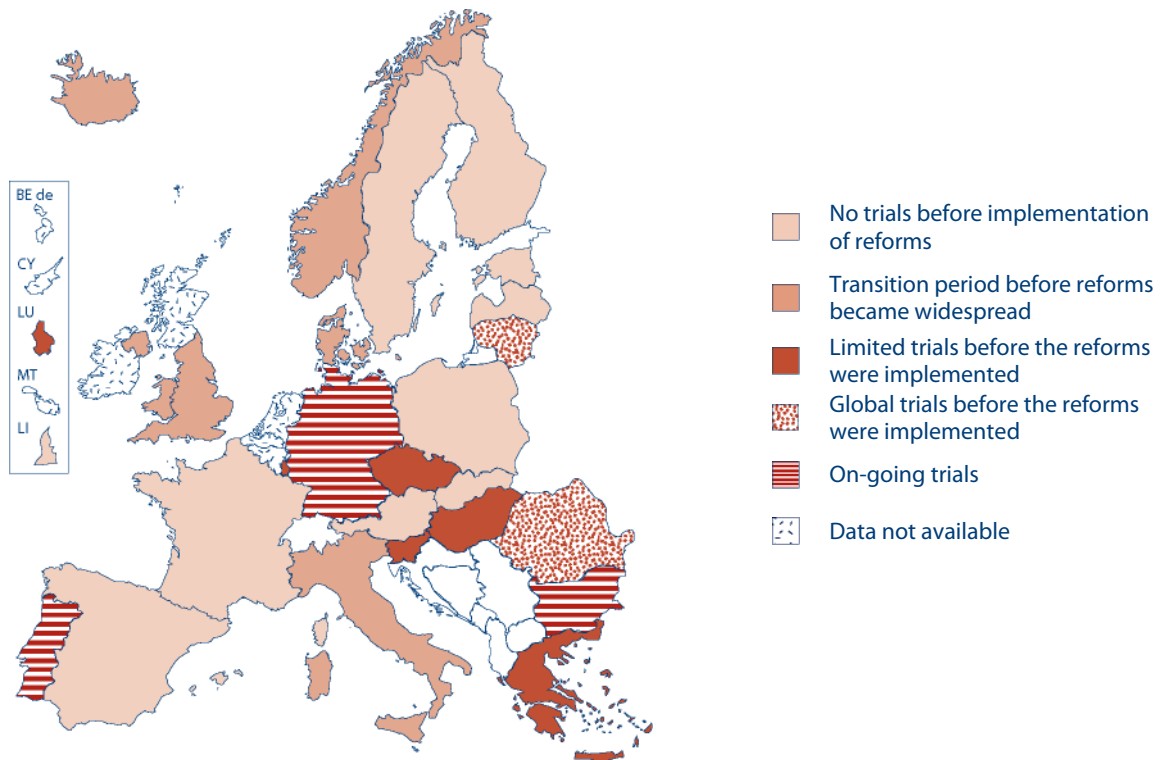 BE de
CY
LU
MT
LI
No trials before implementation
of reforms
Transition period before reforms
became widespread
Limited trials before the reforms
were implemented
Global trials before the reforms
were implemented
On-going trials
Data not available